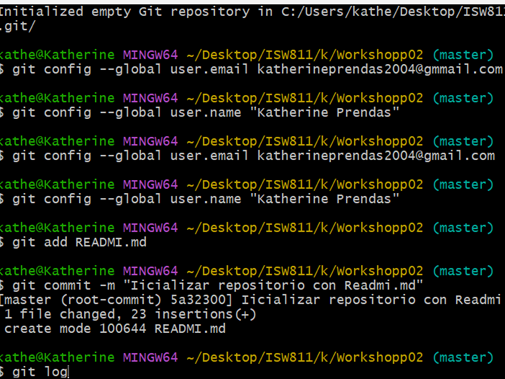 Initialized empty Git repository in C:/Users/kathe/Desktop/ISW811
.git/
kathe@Katherine MINGW64 ~/Desktop/ISW811/k/Workshopp02 (master)
$ git config --global user.email katherineprendas2004@gmmail.com
kathe@Katherine MINGW64 ~/Desktop/ISW811/k/Workshopp02 (master)
$ git config --global user.name "Katherine Prendas"
kathe@Katherine MINGW64 ~/Desktop/ISW811/k/Workshopp02 (master)
$ git config --global user.email katherineprendas2004@gmail.com
kathe@Katherine MINGW64 ~/Desktop/ISW811/k/Workshopp02 (master)
$ git config --global user.name "Katherine Prendas"
kathe@Katherine MINGW64 ~/Desktop/ISW811/k/Workshopp02 (master)
$ git add READMI.md
kathe@Katherine MINGW64 ~/Desktop/ISW811/k/Workshopp02 (master)
$ git commit -m "Iicializar repositorio con Readmi.md"
[master (root-commit) 5a32300] Iicializar repositorio con Readmi
1 file changed, 23 insertions(+)
create mode 100644 READMI.md
kathe@Katherine MINGW64 ~/Desktop/ISW811/k/Workshopp02 (master)
$ git log